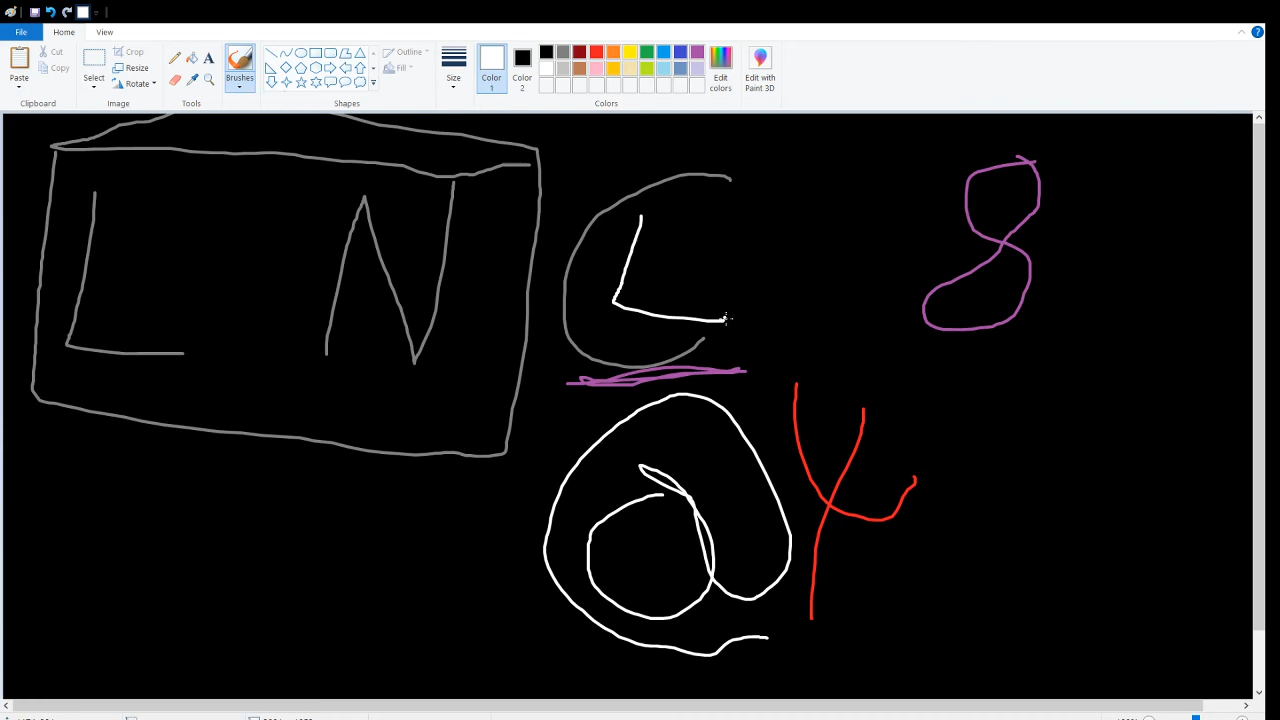 File Home View
Paste Cut Copy Select Crop Resize Rotate Brushes Outline Fill Size Color 1 Color 2 Edit colors Edit with Paint 3D
Clipboard Image Tools Shapes Colors
L N C L 8
@ Y